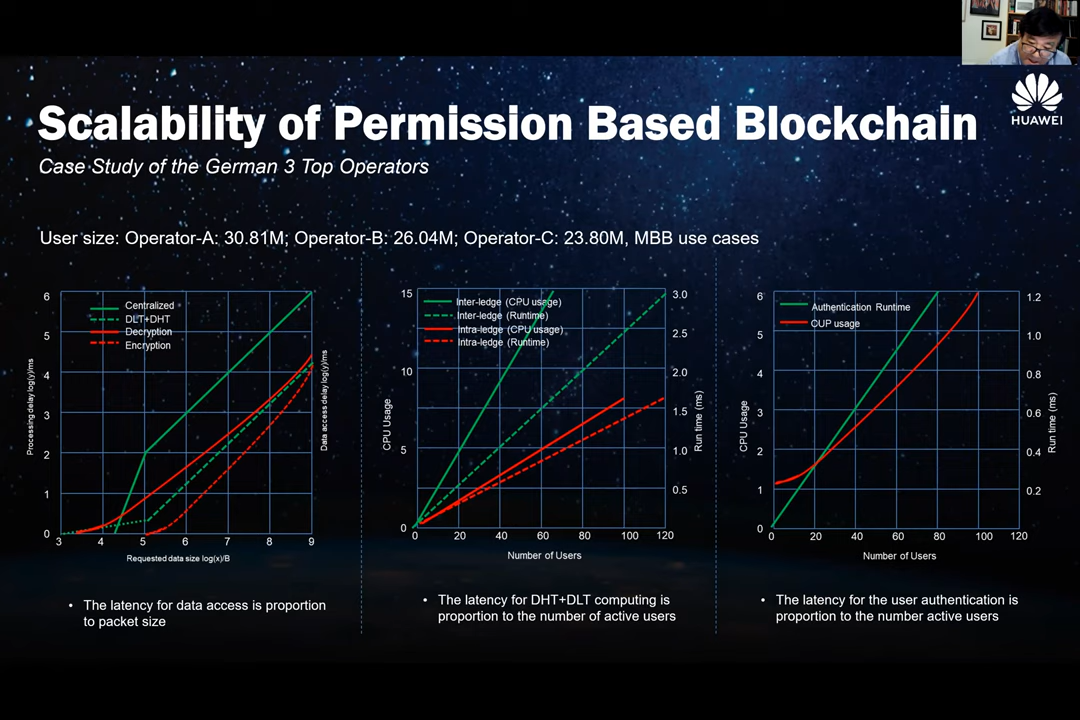 Scalability of Permission Based Blockchain
HUAWEI
Case Study of the German 3 Top Operators
User size: Operator-A: 30.81M; Operator-B: 26.04M; Operator-C: 23.80M, MBB use cases
Centralized
DLT+DHT
Decryption
Encryption
6
5
4
3
2
1
0
3 4 5 6 7 8 9
Processing delay log(y)/ms
Data access delay log(y)/ms
Requested data size log(x)/B
• The latency for data access is proportion
to packet size
Inter-ledge (CPU usage)
Inter-ledge (Runtime)
Intra-ledge (CPU usage)
Intra-ledge (Runtime)
15
10
5
0
3.0
2.5
2.0
1.5
1.0
0.5
0 20 40 60 80 100 120
CPU Usage
Run time (ms)
Number of Users
• The latency for DHT+DLT computing is
proportion to the number of active users
Authentication Runtime
CUP usage
6
5
4
3
2
1
0
1.2
1.0
0.8
0.6
0.4
0.2
0 20 40 60 80 100 120
CPU Usage
Run time (ms)
Number of Users
• The latency for the user authentication is
proportion to the number active users